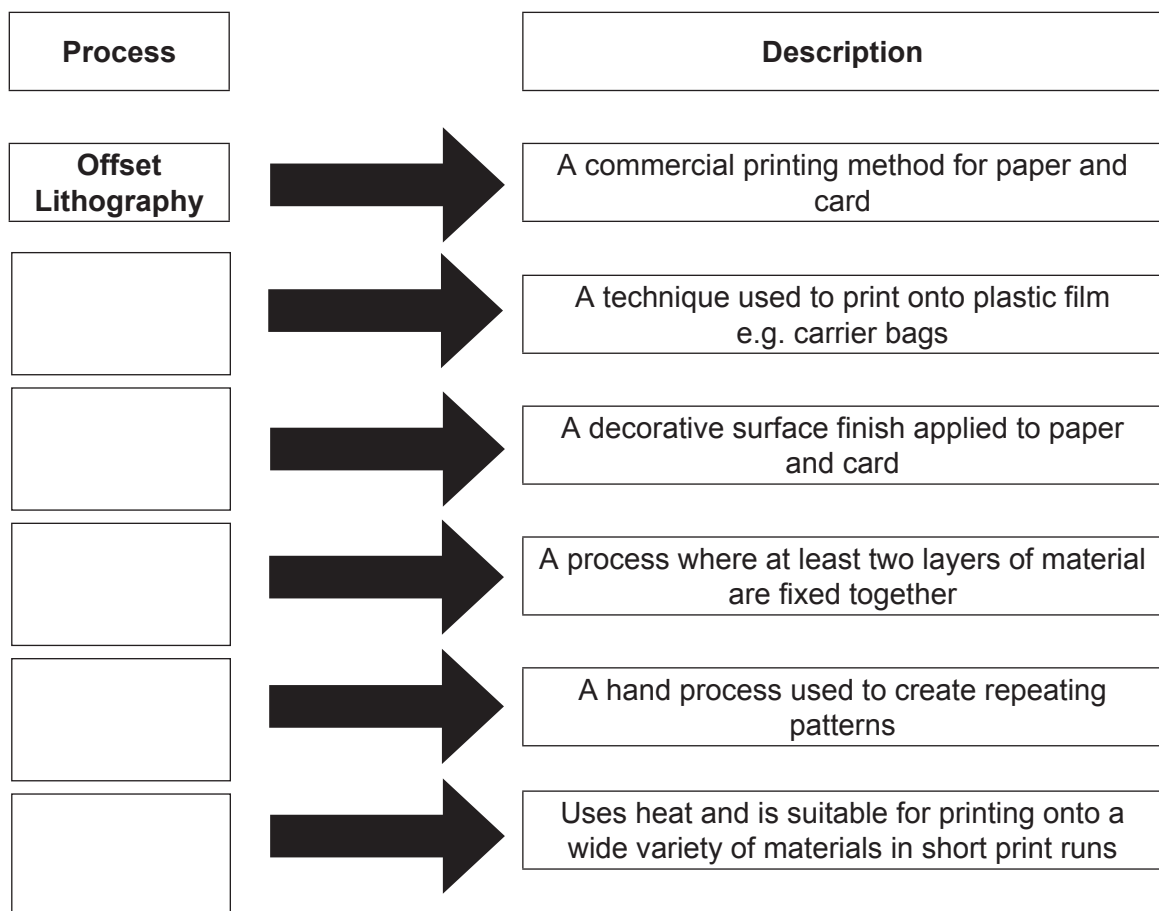 Process
Description
Offset
Lithography
A commercial printing method for paper and
card
A technique used to print onto plastic film
e.g. carrier bags
A decorative surface finish applied to paper
and card
A process where at least two layers of material
are fixed together
A hand process used to create repeating
patterns
Uses heat and is suitable for printing onto a
wide variety of materials in short print runs